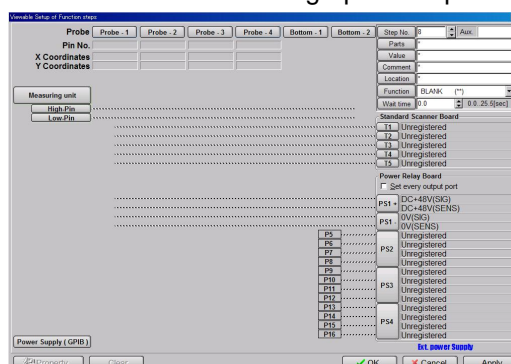 Viewable Setup of Function steps
Probe Probe - 1 Probe - 2 Probe - 3 Probe - 4 Bottom - 1 Bottom - 2
Pin No.
X Coordinates
Y Coordinates
Step No. 8 Aux.
Parts *
Value *
Comment *
Location *
Function BLANK (**)
Wait time 0.0 0.0..25.5[sec]
Measuring unit
High-Pin
Low-Pin
Standard Scanner Board
T1 Unregistered
T2 Unregistered
T3 Unregistered
T4 Unregistered
T5 Unregistered
Power Relay Board
Set every output port
PS1 + DC+48V(SIG)
DC+48V(SENS)
PS1 - 0V(SIG)
0V(SENS)
P5 Unregistered
P6 Unregistered
PS2
P7 Unregistered
P8 Unregistered
P9 Unregistered
P10 Unregistered
PS3
P11 Unregistered
P12 Unregistered
P13 Unregistered
P14 Unregistered
PS4
P15 Unregistered
P16 Unregistered
Power Supply ( GPIB )
Ext. power Supply
Property Clear OK Cancel Apply